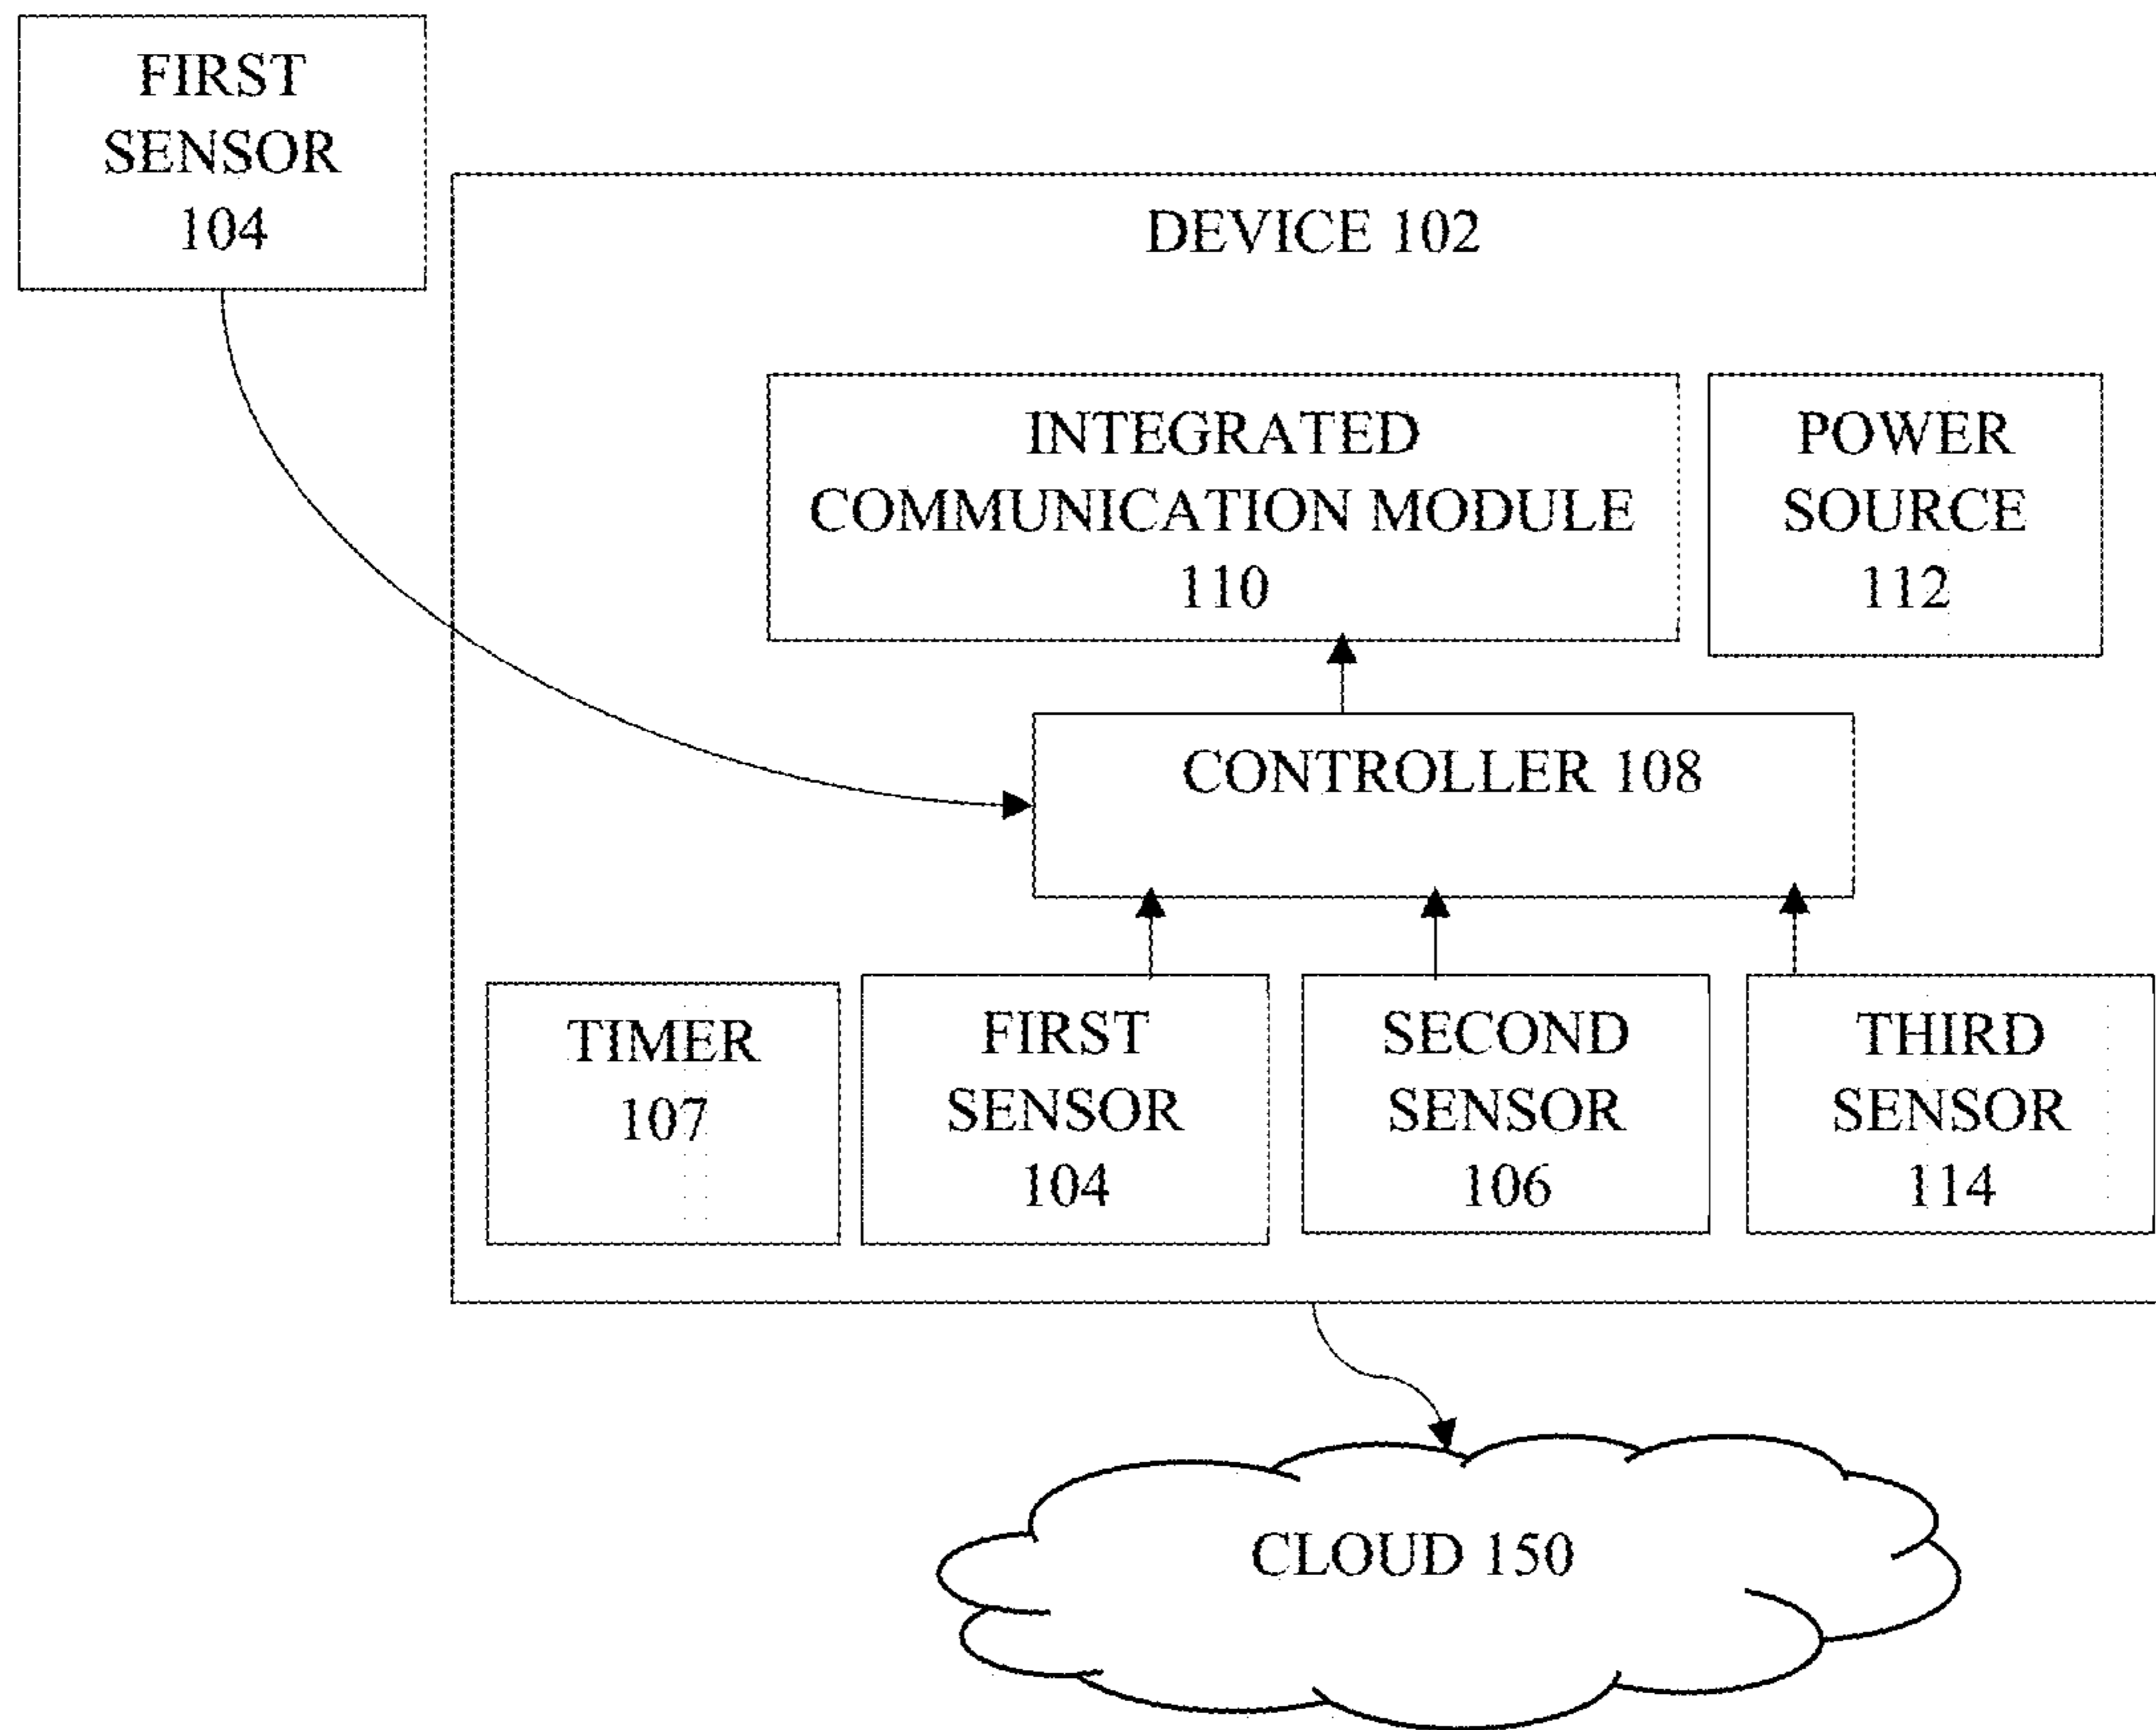 FIRST
SENSOR
104
DEVICE 102
INTEGRATED
COMMUNICATION MODULE
110
POWER
SOURCE
112
CONTROLLER 108
TIMER
107
FIRST
SENSOR
104
SECOND
SENSOR
106
THIRD
SENSOR
114
CLOUD 150